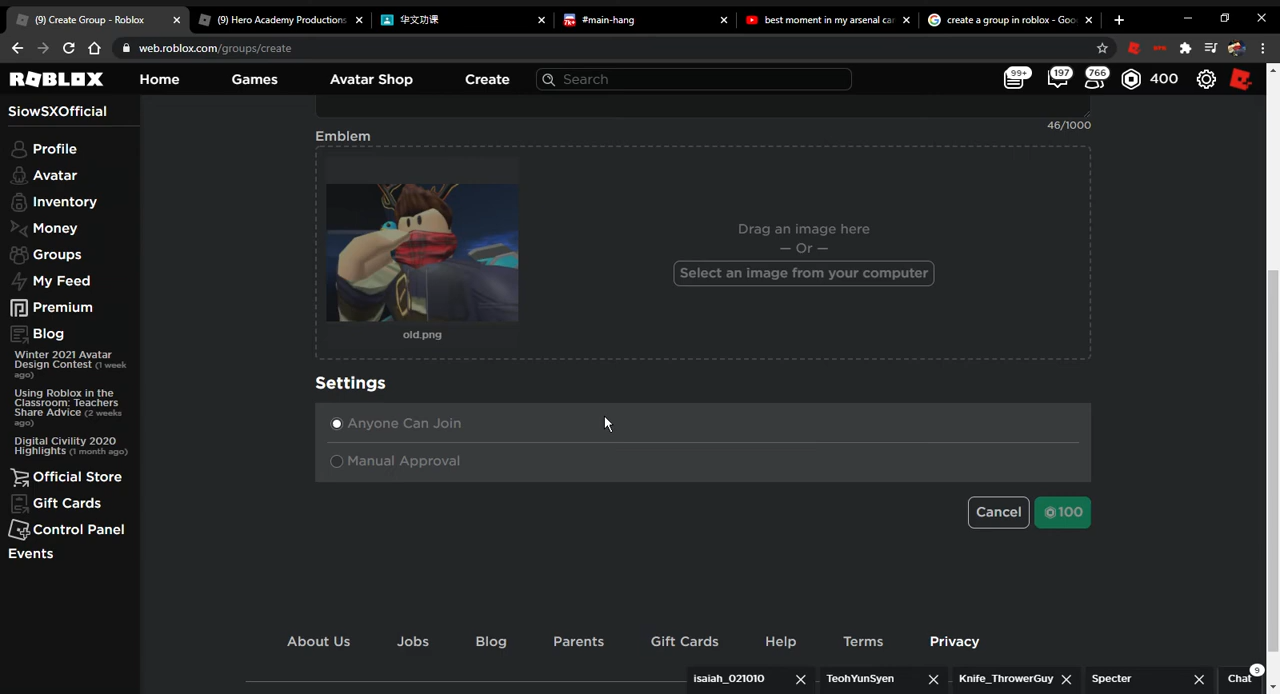 (9) Create Group - Roblox
(9) Hero Academy Productions
华文功课
#main-hang
best moment in my arsenal car
create a group in roblox - Goo
web.roblox.com/groups/create
ROBLOX
Home
Games
Avatar Shop
Create
Search
99+
197
766
400
SiowSXOfficial
Profile
Avatar
Inventory
Money
Groups
My Feed
Premium
Blog
Winter 2021 Avatar
Design Contest (1 week
ago)
Using Roblox in the
Classroom: Teachers
Share Advice (2 weeks
ago)
Digital Civility 2020
Highlights (1 month ago)
Official Store
Gift Cards
Control Panel
Events
46/1000
Emblem
old.png
Drag an image here
— Or —
Select an image from your computer
Settings
Anyone Can Join
Manual Approval
Cancel
100
About Us
Jobs
Blog
Parents
Gift Cards
Help
Terms
Privacy
isaiah_021010
TeohYunSyen
Knife_ThrowerGuy
Specter
Chat
9